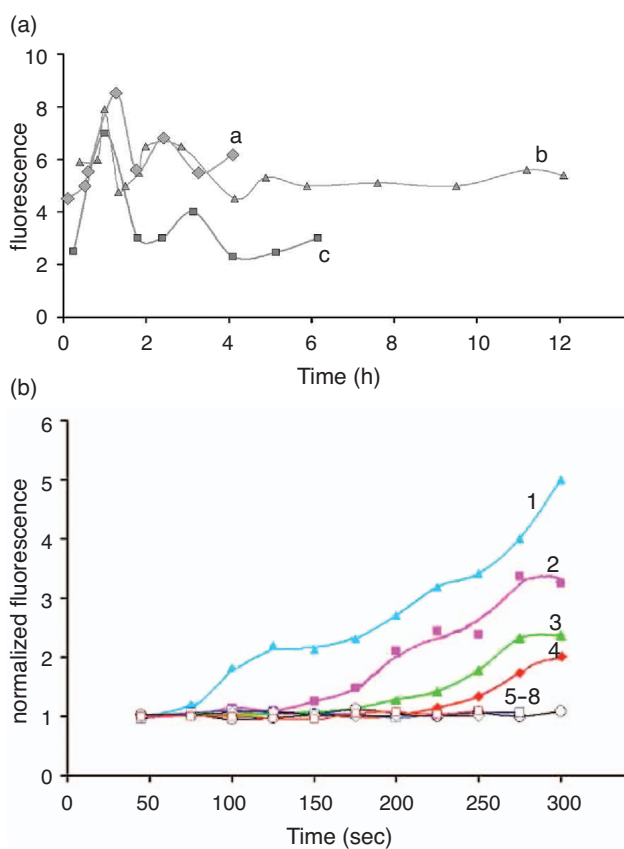 (a)
10
8
6
4
2
0
fluorescence
a
b
c
0 2 4 6 8 10 12
Time (h)
(b)
6
5
4
3
2
1
0
normalized fluorescence
1
2
3
4
5–8
0 50 100 150 200 250 300
Time (sec)